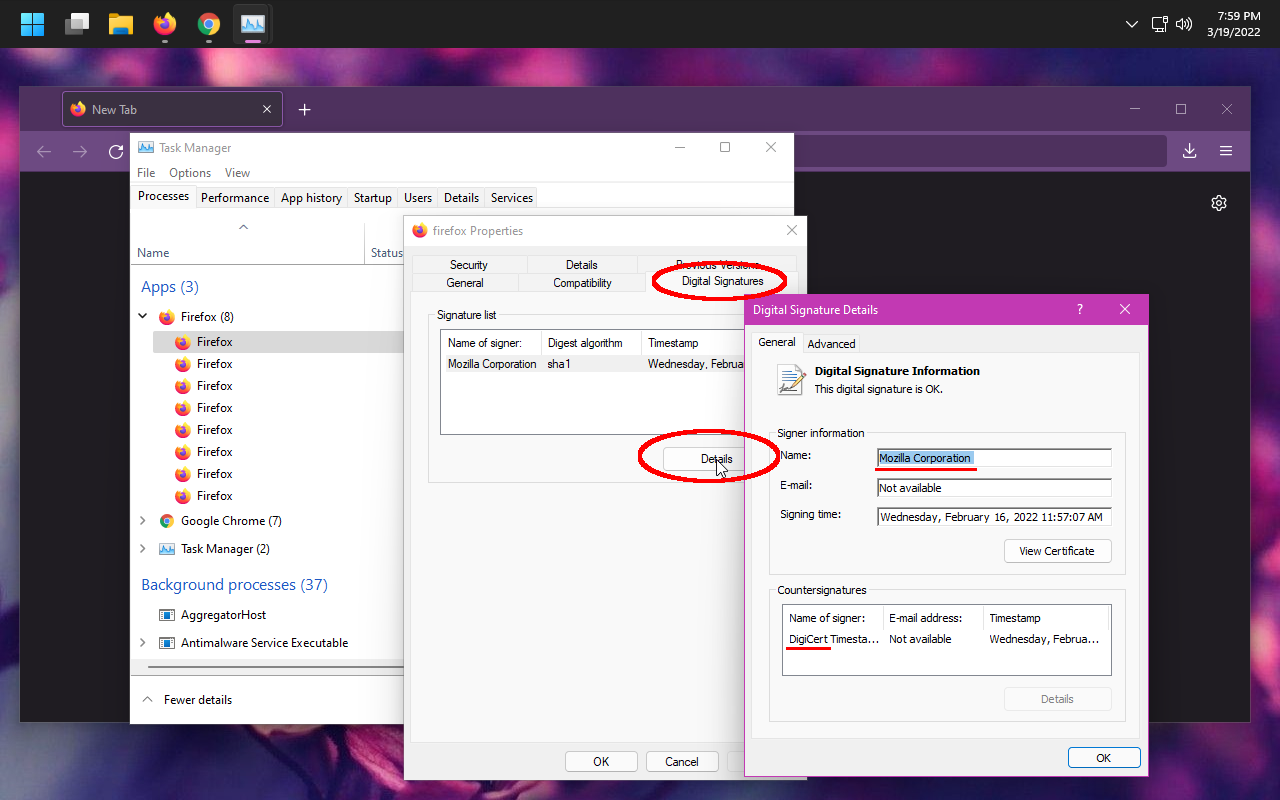 7:59 PM
3/19/2022
New Tab
Task Manager
File Options View
Processes Performance App history Startup Users Details Services
Name Status
Apps (3)
Firefox (8)
Firefox
Firefox
Firefox
Firefox
Firefox
Firefox
Firefox
Firefox
Google Chrome (7)
Task Manager (2)
Background processes (37)
AggregatorHost
Antimalware Service Executable
Fewer details
firefox Properties
Security Details Previous Versions
General Compatibility Digital Signatures
Signature list
Name of signer: Digest algorithm Timestamp
Mozilla Corporation sha1 Wednesday, Februa
Details
OK Cancel
Digital Signature Details ?
General Advanced
Digital Signature Information
This digital signature is OK.
Signer information
Name: Mozilla Corporation
E-mail: Not available
Signing time: Wednesday, February 16, 2022 11:57:07 AM
View Certificate
Countersignatures
Name of signer: E-mail address: Timestamp
DigiCert Timesta... Not available Wednesday, Februa...
Details
OK